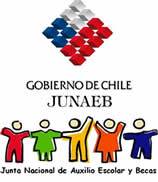 GOBIERNO DE CHILE
JUNAEB
Junta Nacional de Auxilio Escolar y Becas